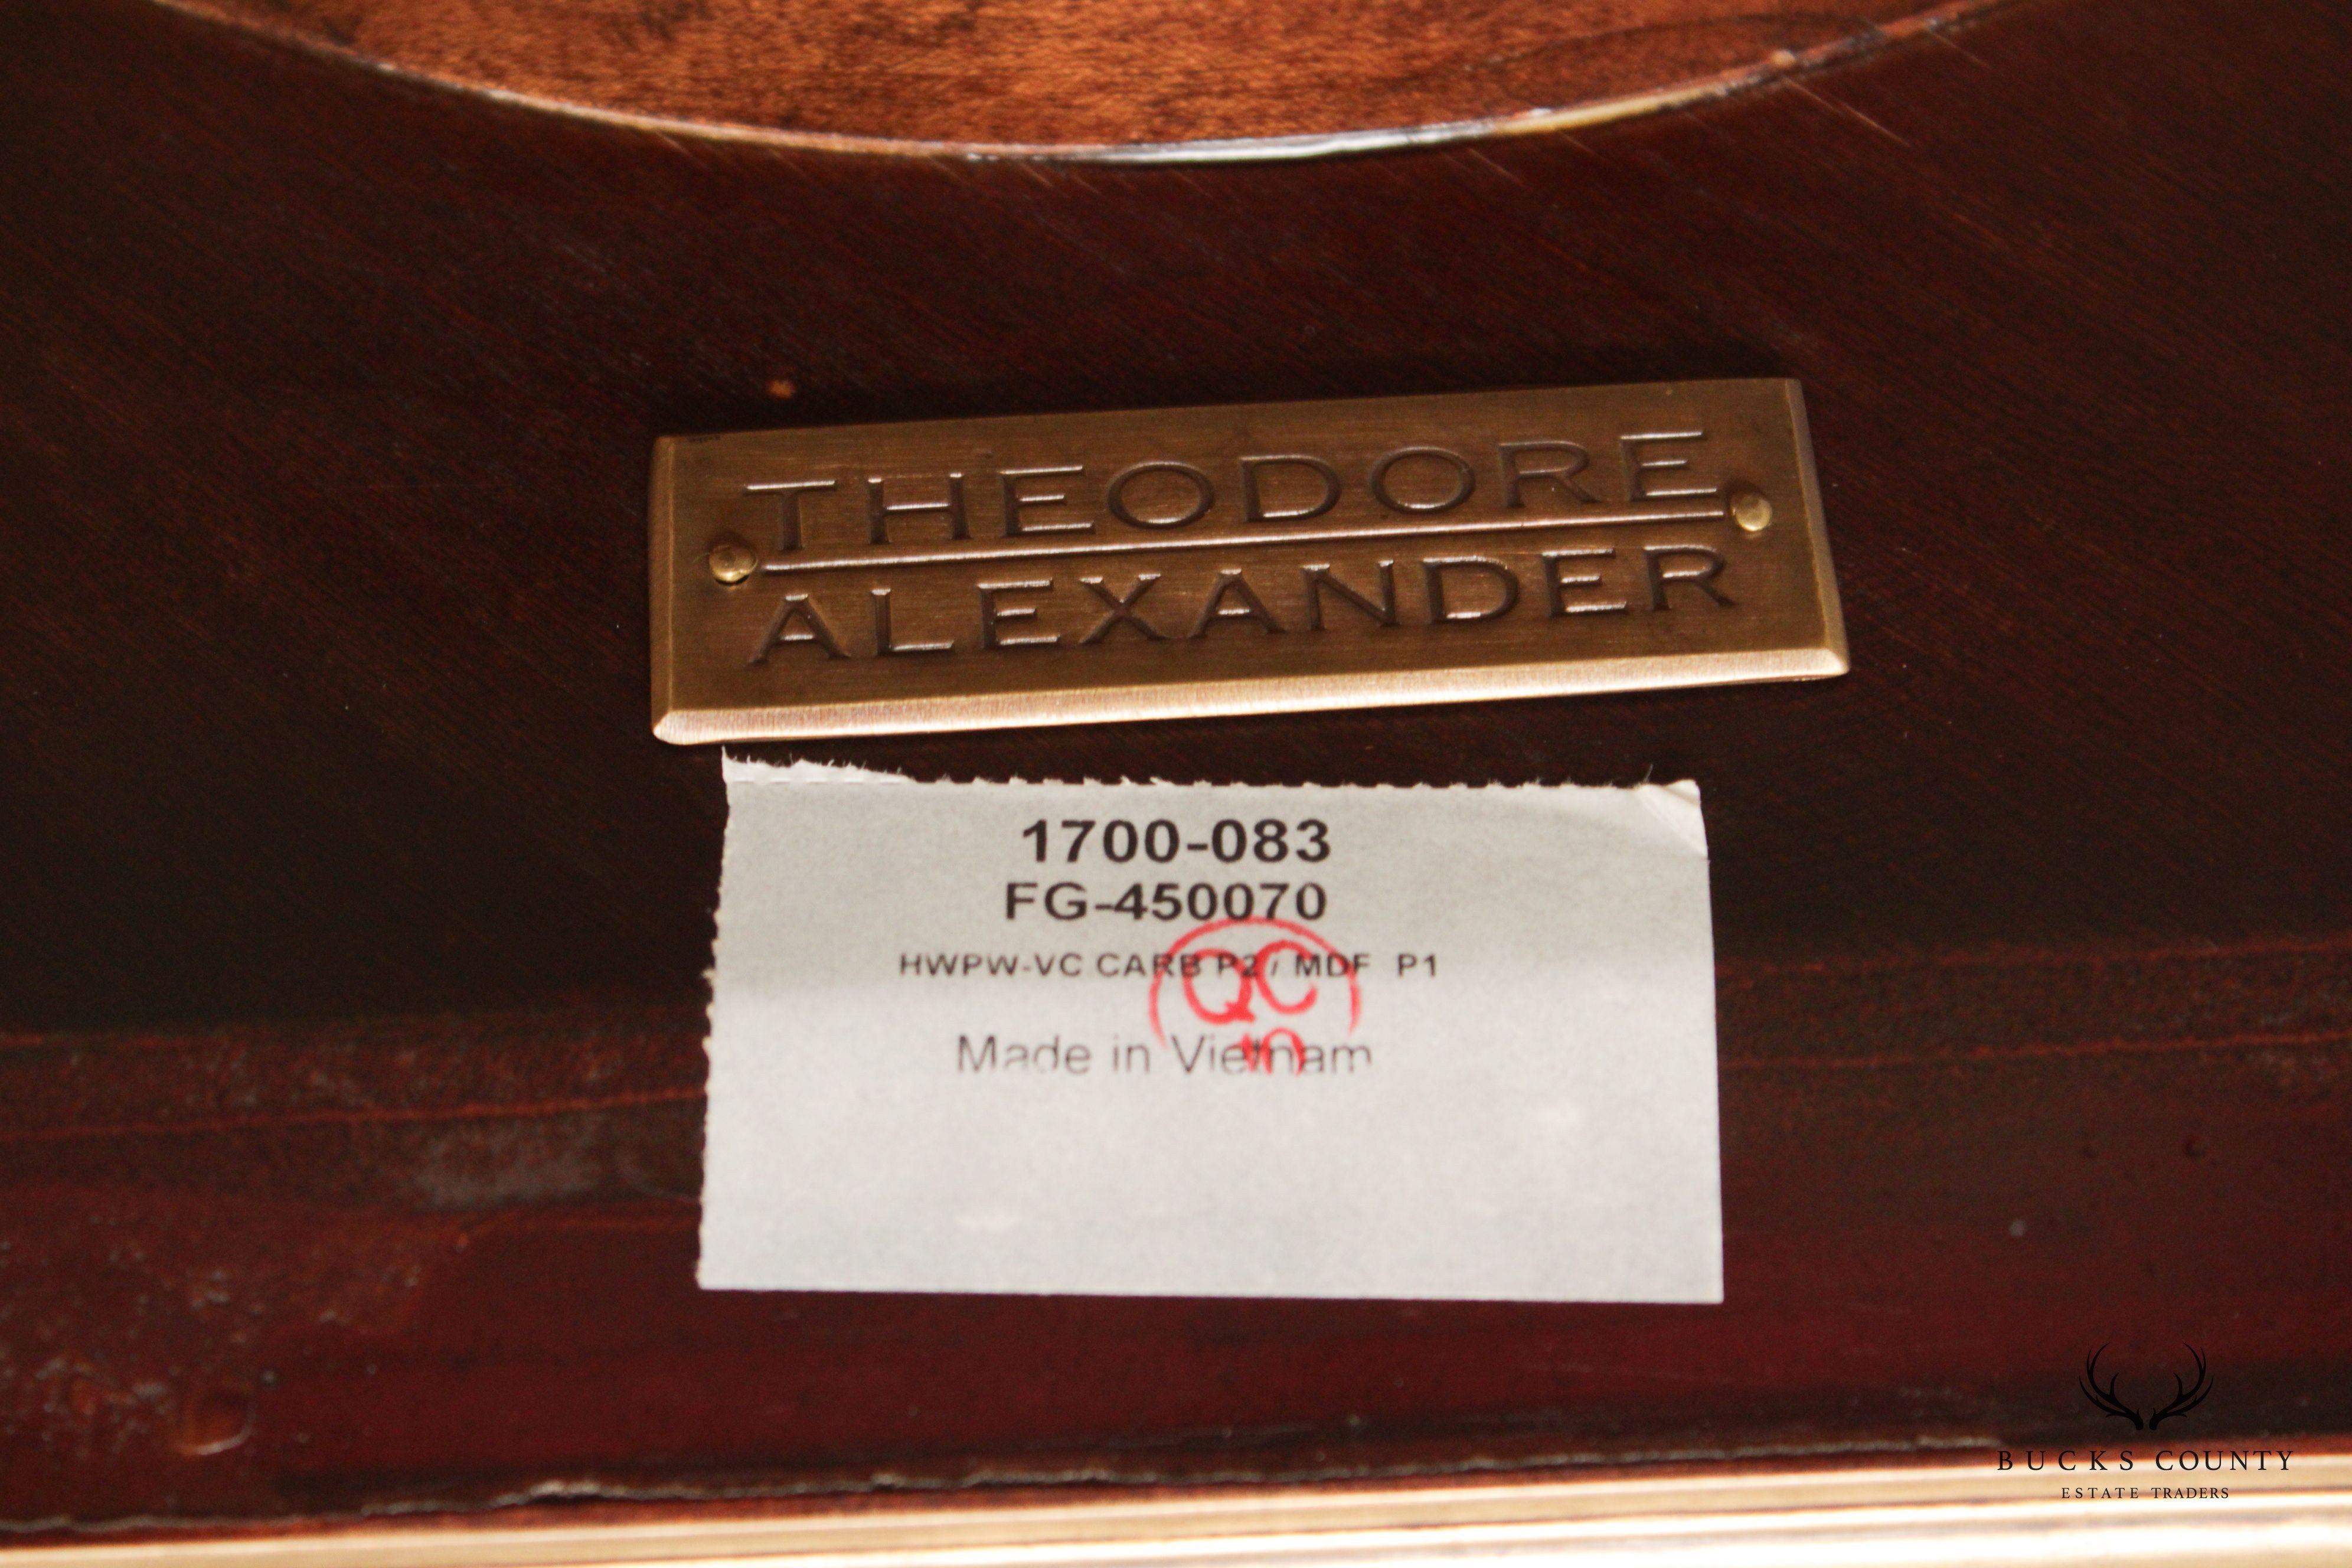 THEODORE
ALEXANDER
1700-083
FG-450070
HWPW-VC CARB P2 / MDF P1
QC
Made in Vietnam
BUCKS COUNTY
ESTATE TRADERS